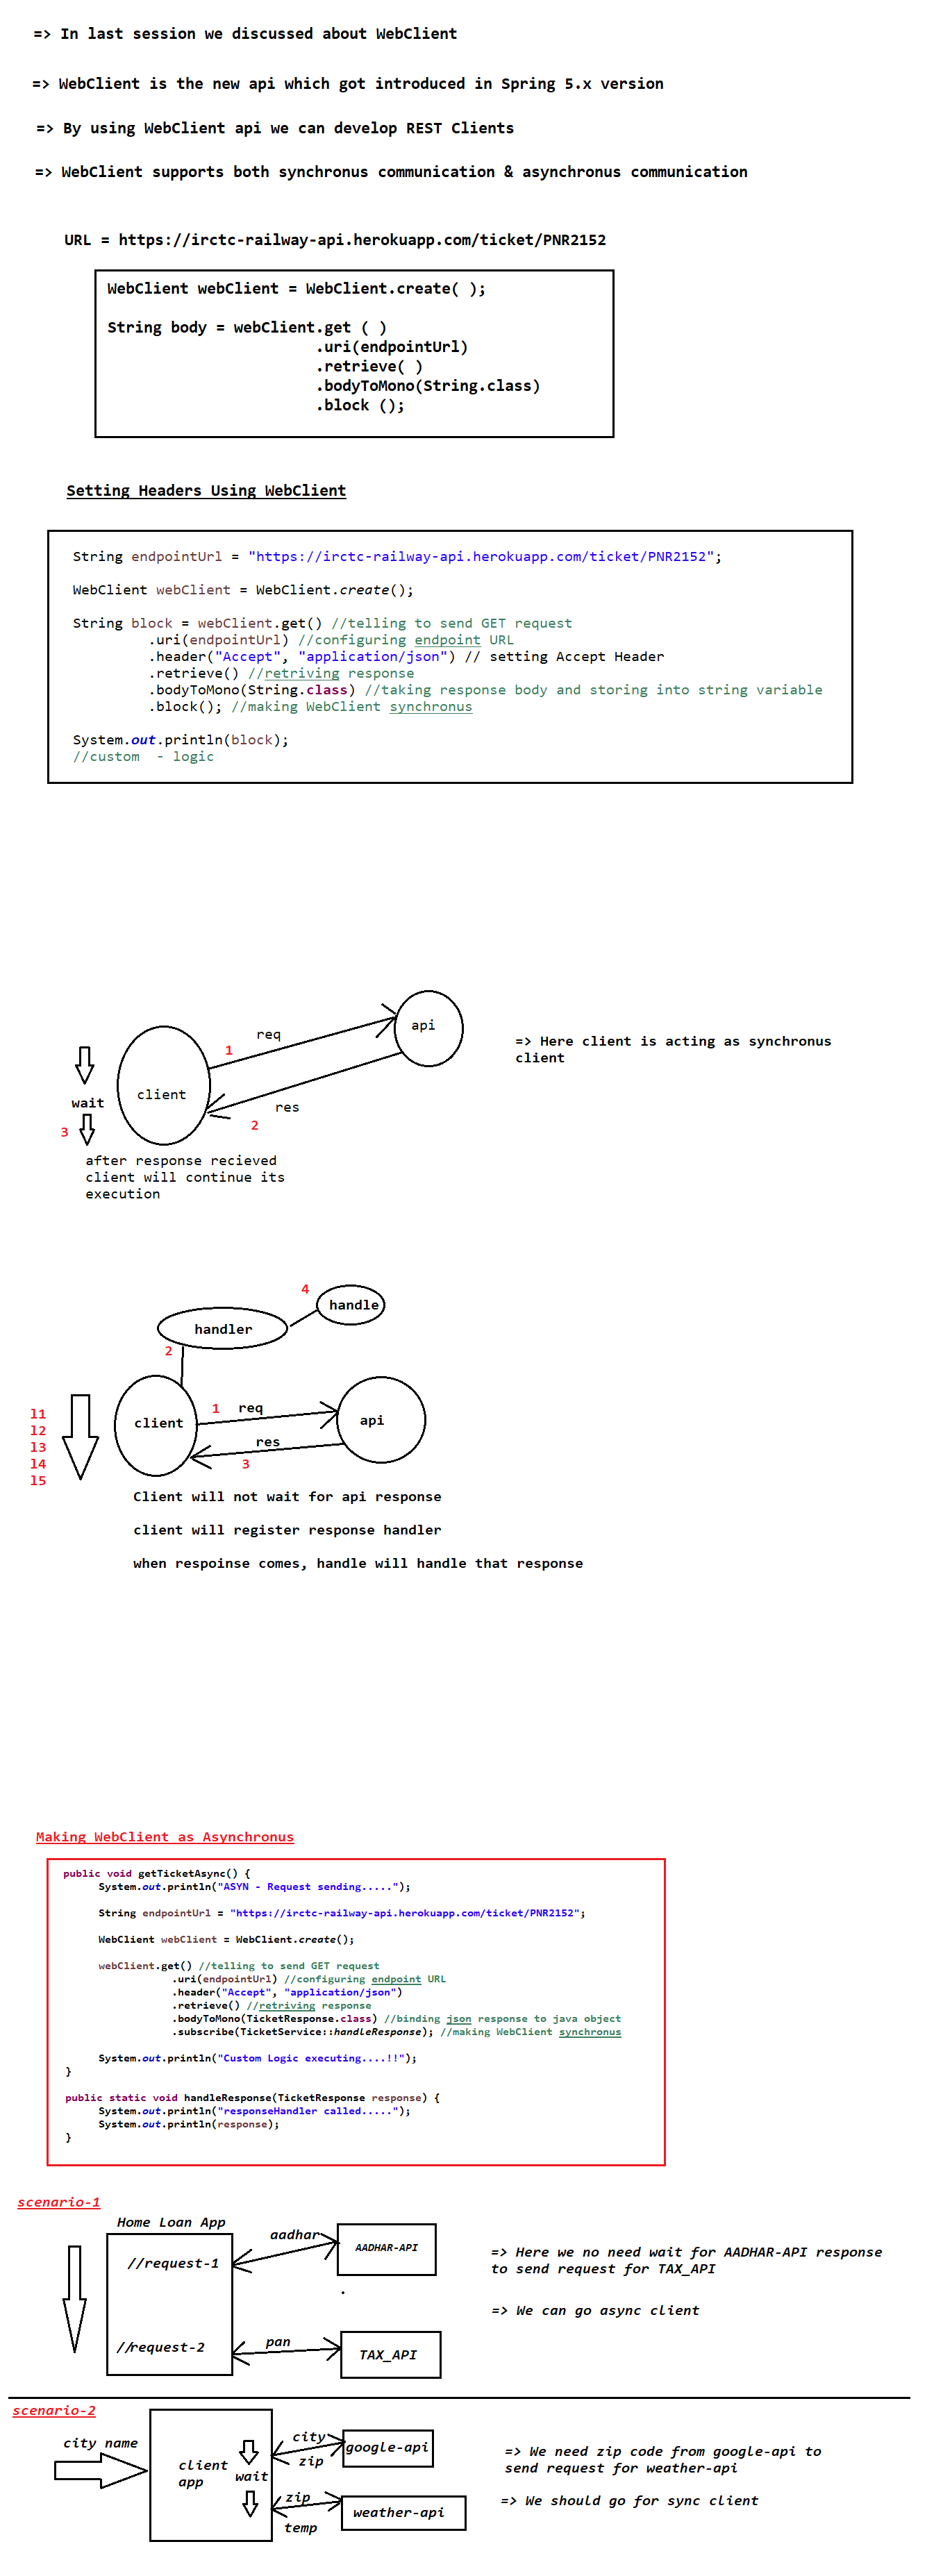 => In last session we discussed about WebClient
=> WebClient is the new api which got introduced in Spring 5.x version
=> By using WebClient api we can develop REST Clients
=> WebClient supports both synchronus communication & asynchronus communication
URL = https://irctc-railway-api.herokuapp.com/ticket/PNR2152
WebClient webClient = WebClient.create( );
String body = webClient.get ( )
.uri(endpointUrl)
.retrieve( )
.bodyToMono(String.class)
.block ();
Setting Headers Using WebClient
String endpointUrl = "https://irctc-railway-api.herokuapp.com/ticket/PNR2152";
WebClient webClient = WebClient.create();
String block = webClient.get() //telling to send GET request
.uri(endpointUrl) //configuring endpoint URL
.header("Accept", "application/json") // setting Accept Header
.retrieve() //retriving response
.bodyToMono(String.class) //taking response body and storing into string variable
.block(); //making WebClient synchronus
System.out.println(block);
//custom  - logic
api
req
1
=> Here client is acting as synchronus
client
client
wait
res
3
2
after response recieved
client will continue its
execution
4
handle
handler
2
1 req
l1
client
api
l2
res
l3
3
l4
l5
Client will not wait for api response
client will register response handler
when respoinse comes, handle will handle that response
Making WebClient as Asynchronus
public void getTicketAsync() {
System.out.println("ASYN - Request sending.....");
String endpointUrl = "https://irctc-railway-api.herokuapp.com/ticket/PNR2152";
WebClient webClient = WebClient.create();
webClient.get() //telling to send GET request
.uri(endpointUrl) //configuring endpoint URL
.header("Accept", "application/json")
.retrieve() //retriving response
.bodyToMono(TicketResponse.class) //binding json response to java object
.subscribe(TicketService::handleResponse); //making WebClient synchronus
System.out.println("Custom Logic executing....!!");
}
public static void handleResponse(TicketResponse response) {
System.out.println("responseHandler called.....");
System.out.println(response);
}
scenario-1
Home Loan App
aadhar
//request-1
AADHAR-API
=> Here we no need wait for AADHAR-API response
to send request for TAX_API
.
=> We can go async client
//request-2
pan
TAX_API
scenario-2
city name
city
google-api
=> We need zip code from google-api to
send request for weather-api
client
app
wait
zip
zip
=> We should go for sync client
weather-api
temp